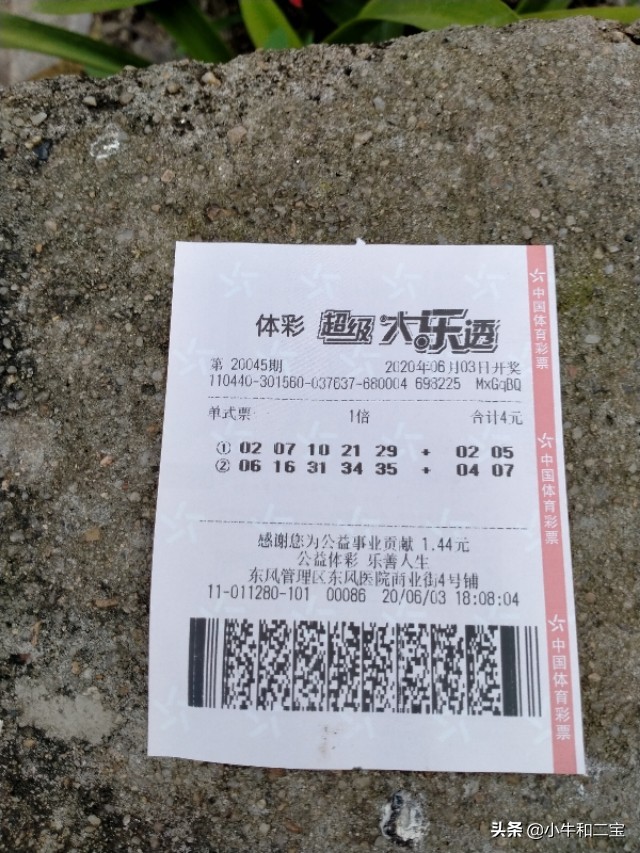 体彩 超级大乐透
第 20045期 2020年06月03日开奖
110440-301560-037637-680004 693225 MxGqBQ
单式票 1倍 合计4元
① 02 07 10 21 29 + 02 05
② 06 16 31 34 35 + 04 07
感谢您为公益事业贡献 1.44元
公益体彩 乐善人生
东风管理区东风医院商业街4号铺
11-011280-101 00086 20/06/03 18:08:04
中国体育彩票
中国体育彩票
中国体育彩票
头条 @小牛和二宝